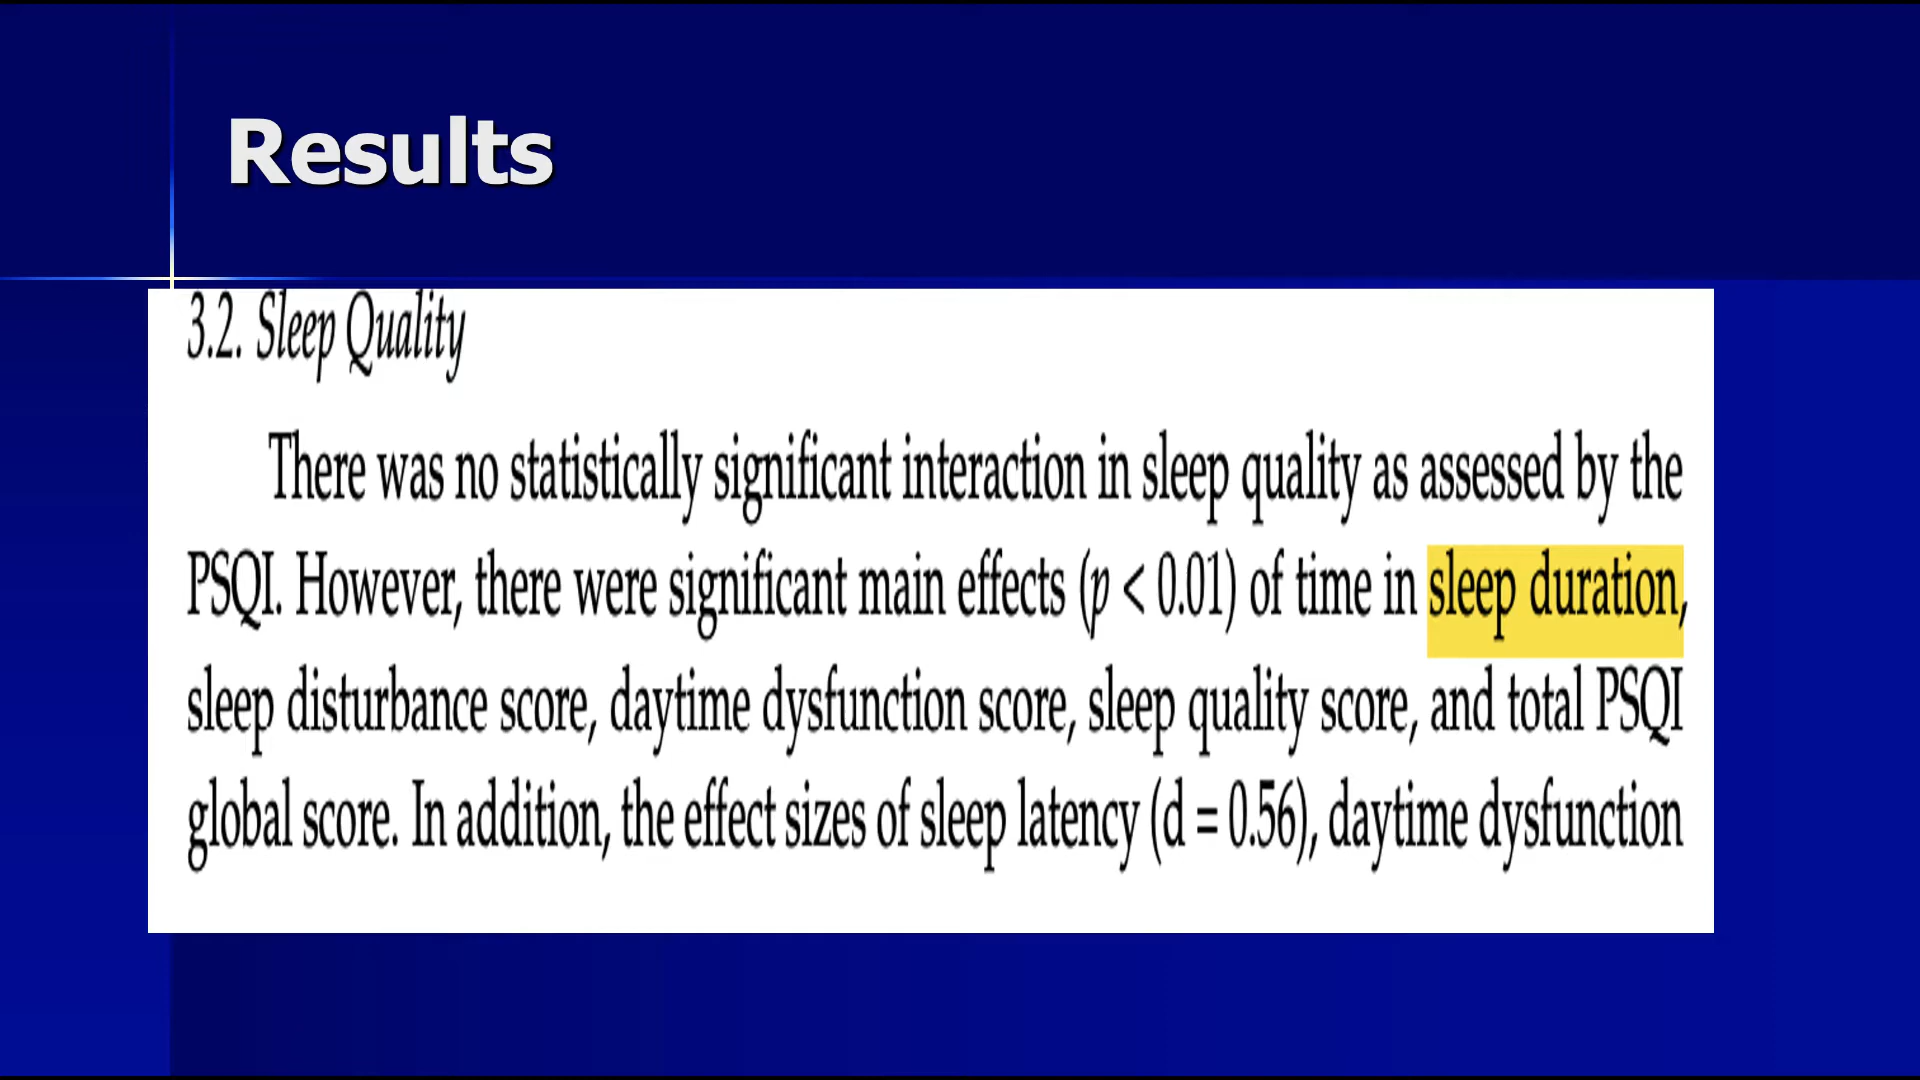 Results
3.2. Sleep Quality
There was no statistically significant interaction in sleep quality as assessed by the
PSQI. However, there were significant main effects (p < 0.01) of time in sleep duration,
sleep disturbance score, daytime dysfunction score, sleep quality score, and total PSQI
global score. In addition, the effect sizes of sleep latency (d = 0.56), daytime dysfunction